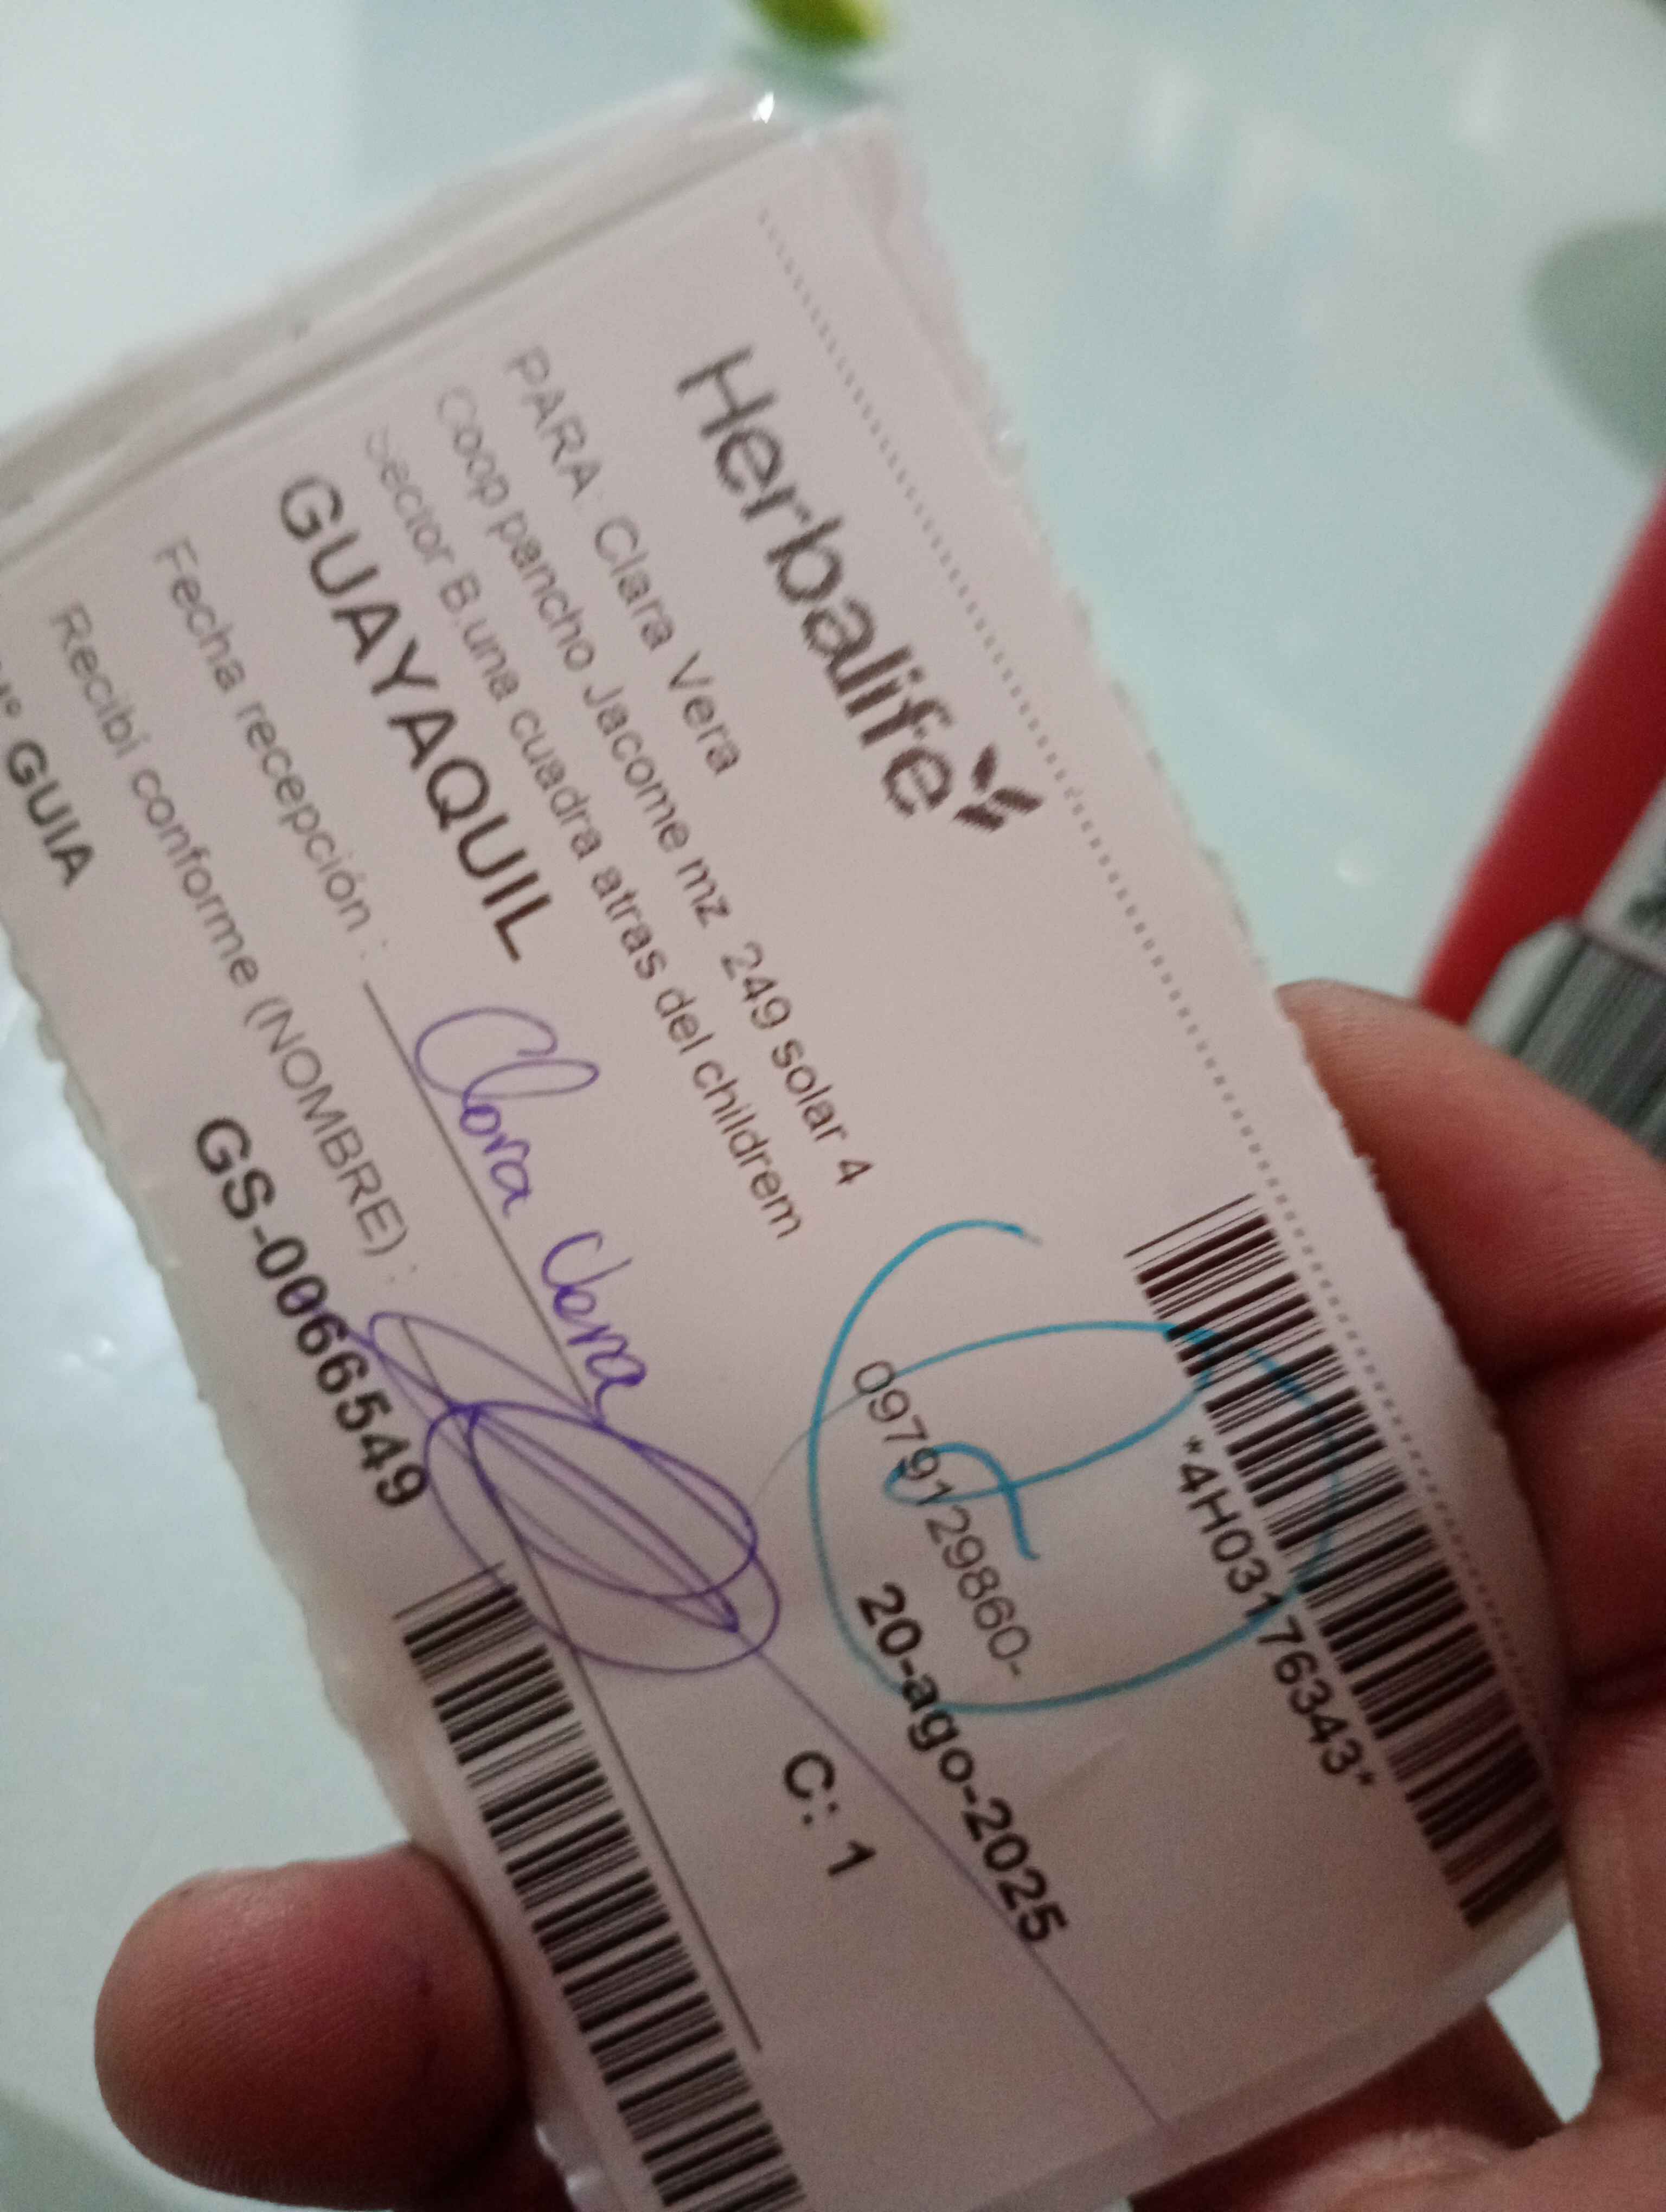 Herbalife
*4H03176343*
PARA: Clara Vera
Coop pancho Jacome mz 249 solar 4
0979129860-
sector B.una cuadra atras del childrem
20-ago-2025
GUAYAQUIL
C: 1
Fecha recepción : Clara Vera
Recibí conforme (NOMBRE) :
N° GUIA GS-0066549